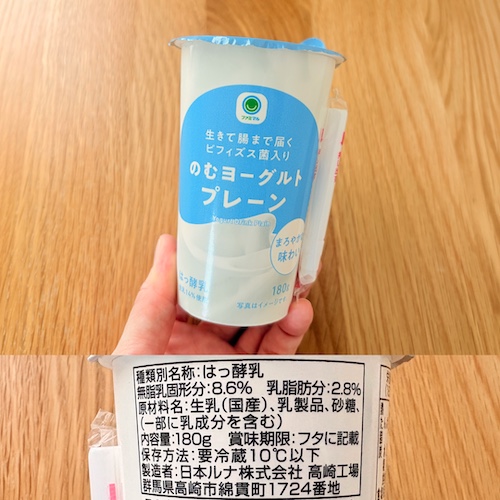 ファミマル
生きて腸まで届く
ビフィズス菌入り
のむヨーグルト
プレーン
まろやかな
味わい
はっ酵乳
180g
写真はイメージです
種類別名称:はっ酵乳
無脂乳固形分:8.6% 乳脂肪分:2.8%
原材料名:生乳(国産)、乳製品、砂糖、
(一部に乳成分を含む)
内容量:180g 賞味期限:フタに記載
保存方法:要冷蔵10℃以下
製造者:日本ルナ株式会社 高崎工場
群馬県高崎市綿貫町1724番地